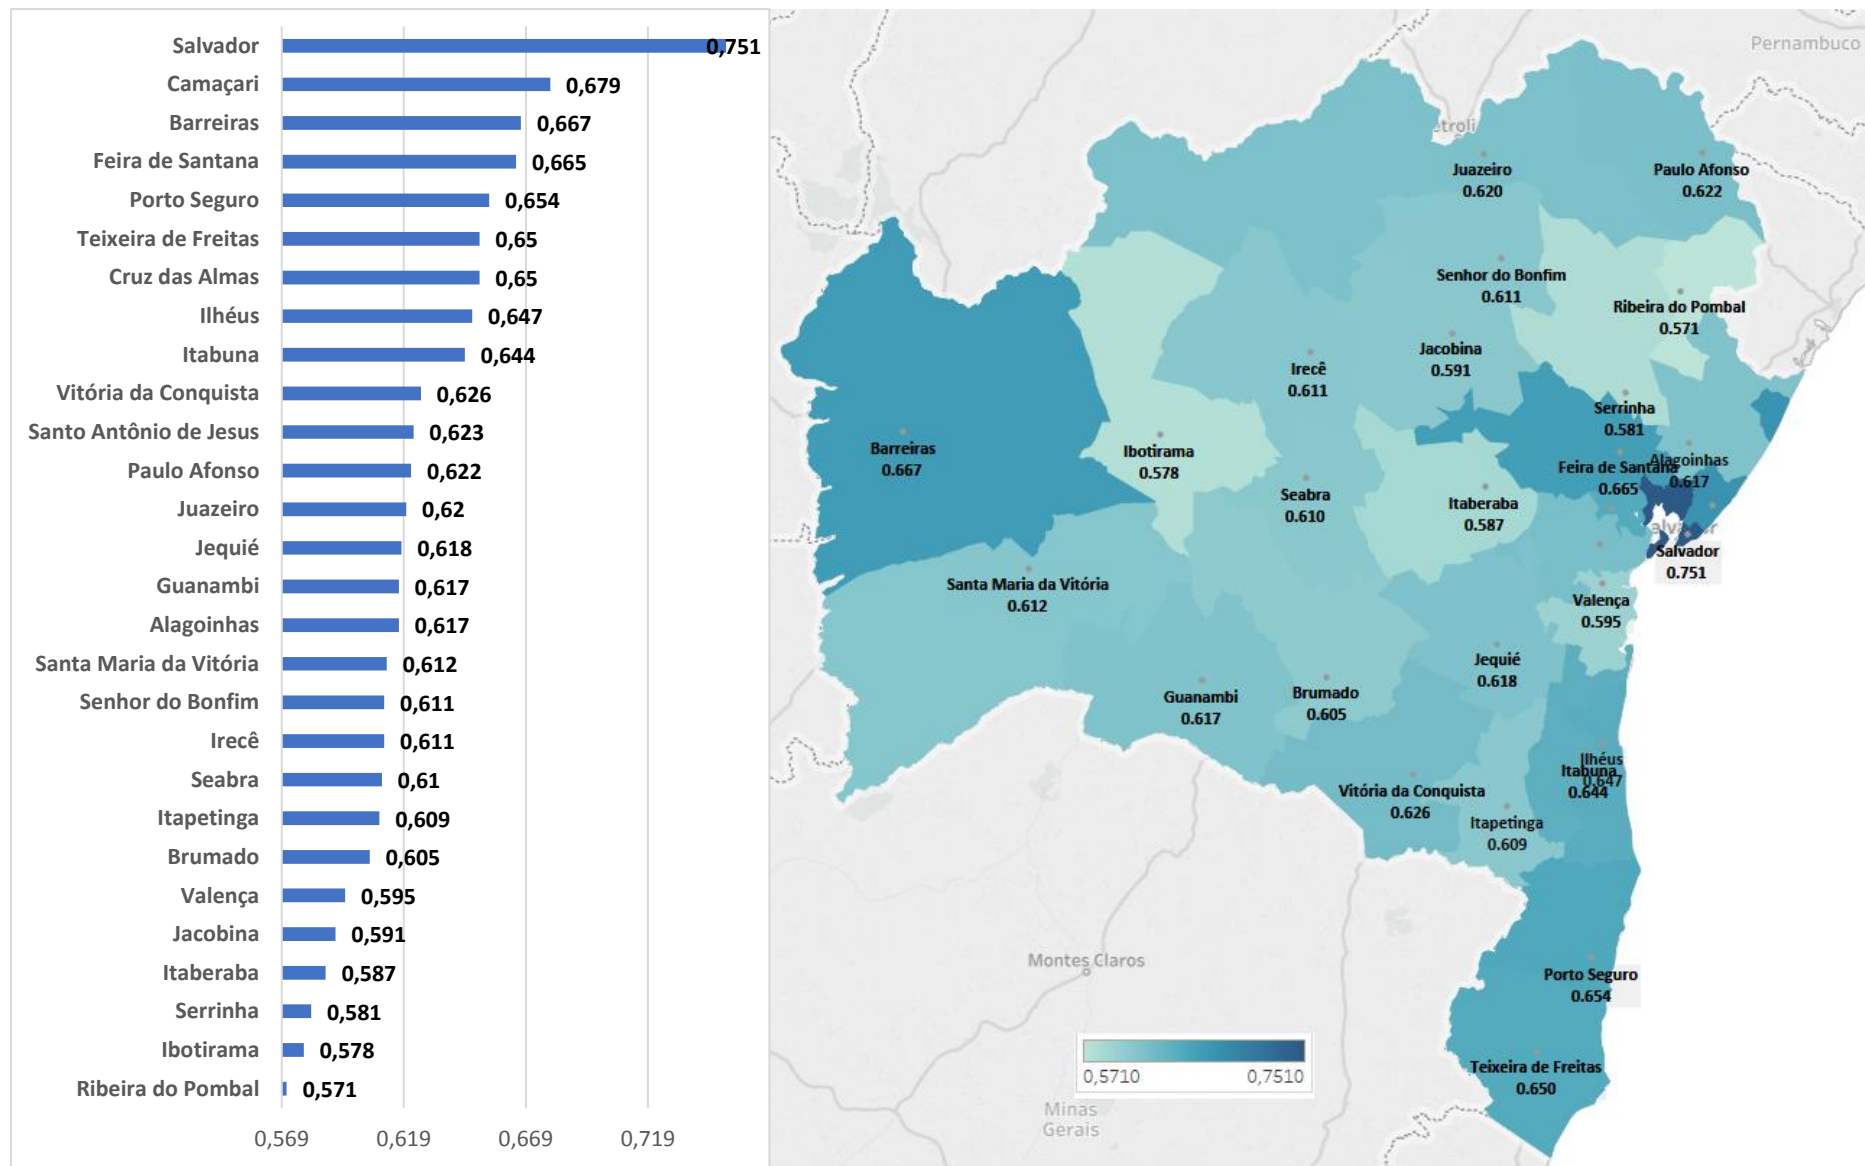 Salvador 0,751
Camaçari 0,679
Barreiras 0,667
Feira de Santana 0,665
Porto Seguro 0,654
Teixeira de Freitas 0,65
Cruz das Almas 0,65
Ilhéus 0,647
Itabuna 0,644
Vitória da Conquista 0,626
Santo Antônio de Jesus 0,623
Paulo Afonso 0,622
Juazeiro 0,62
Jequié 0,618
Guanambi 0,617
Alagoinhas 0,617
Santa Maria da Vitória 0,612
Senhor do Bonfim 0,611
Irecê 0,611
Seabra 0,61
Itapetinga 0,609
Brumado 0,605
Valença 0,595
Jacobina 0,591
Itaberaba 0,587
Serrinha 0,581
Ibotirama 0,578
Ribeira do Pombal 0,571
0,569 0,619 0,669 0,719
Pernambuco
etroli
Juazeiro
0.620
Paulo Afonso
0.622
Senhor do Bonfim
0.611
Ribeira do Pombal
0.571
Jacobina
0.591
Irecê
0.611
Serrinha
0.581
Barreiras
0.667
Ibotirama
0.578
Feira de Santana
0.665
Alagoinhas
0.617
Seabra
0.610
Itaberaba
0.587
Salvador
0.751
Santa Maria da Vitória
0.612
Valença
0.595
Jequié
0.618
Guanambi
0.617
Brumado
0.605
Ilhéus
0.647
Itabuna
0.644
Vitória da Conquista
0.626
Itapetinga
0.609
Montes Claros
Porto Seguro
0.654
Teixeira de Freitas
0.650
0,5710 0,7510
Minas
Gerais